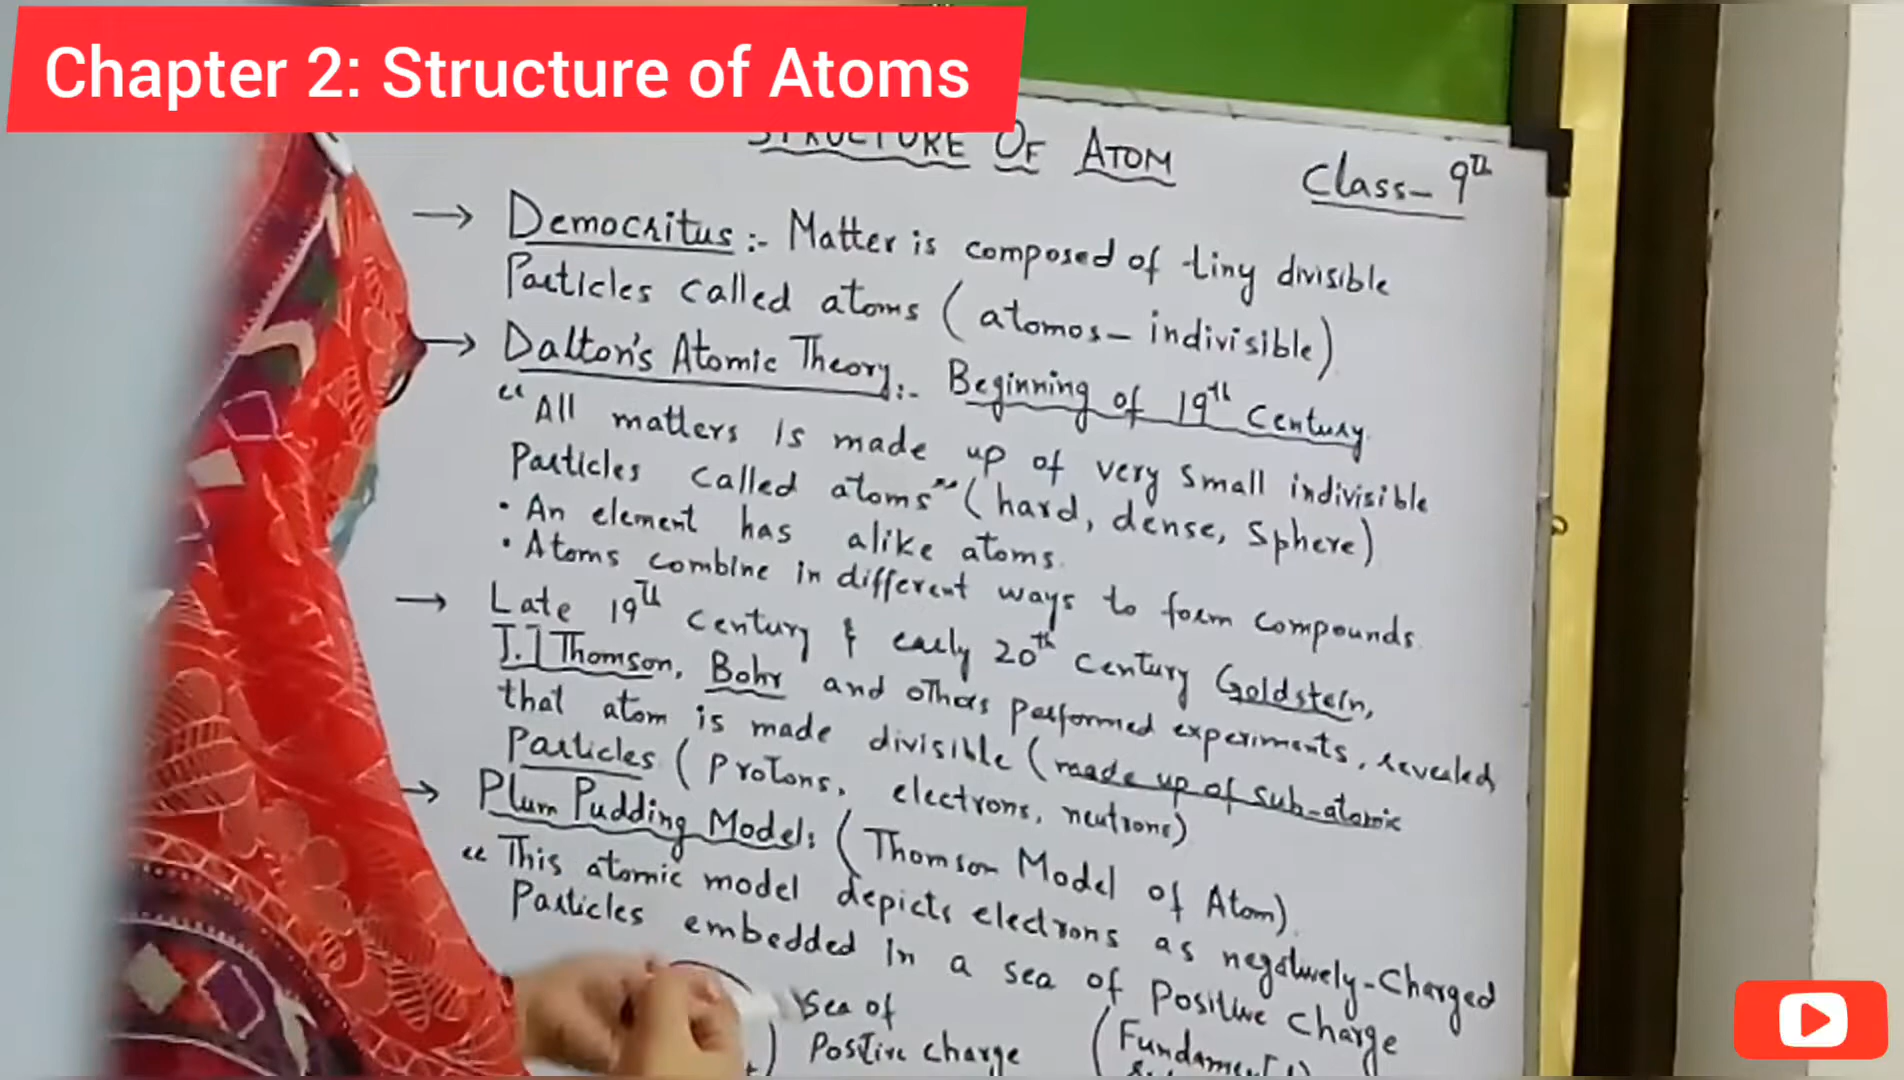 Chapter 2: Structure of Atoms
STRUCTURE OF ATOM
Class- 9th
→ Democritus:- Matter is composed of tiny divisible
Particles called atoms (atomos- indivisible)
→ Dalton's Atomic Theory:- Beginning of 19th Century
"All matters is made up of very small indivisible
Particles called atoms" (hard, dense, Sphere)
• An element has alike atoms.
• Atoms combine in different ways to form compounds.
→ Late 19th Century & early 20th Century Goldstein,
J.J Thomson, Bohr and others performed experiments, revealed
that atom is made divisible (made up of sub-atomic
Particles (Protons, electrons, neutrons)
→ Plum Pudding Model: (Thomson Model of Atom)
"This atomic model depicts electrons as negatively-Charged
Particles embedded in a sea of Positive Charge
Sea of
Positive Charge